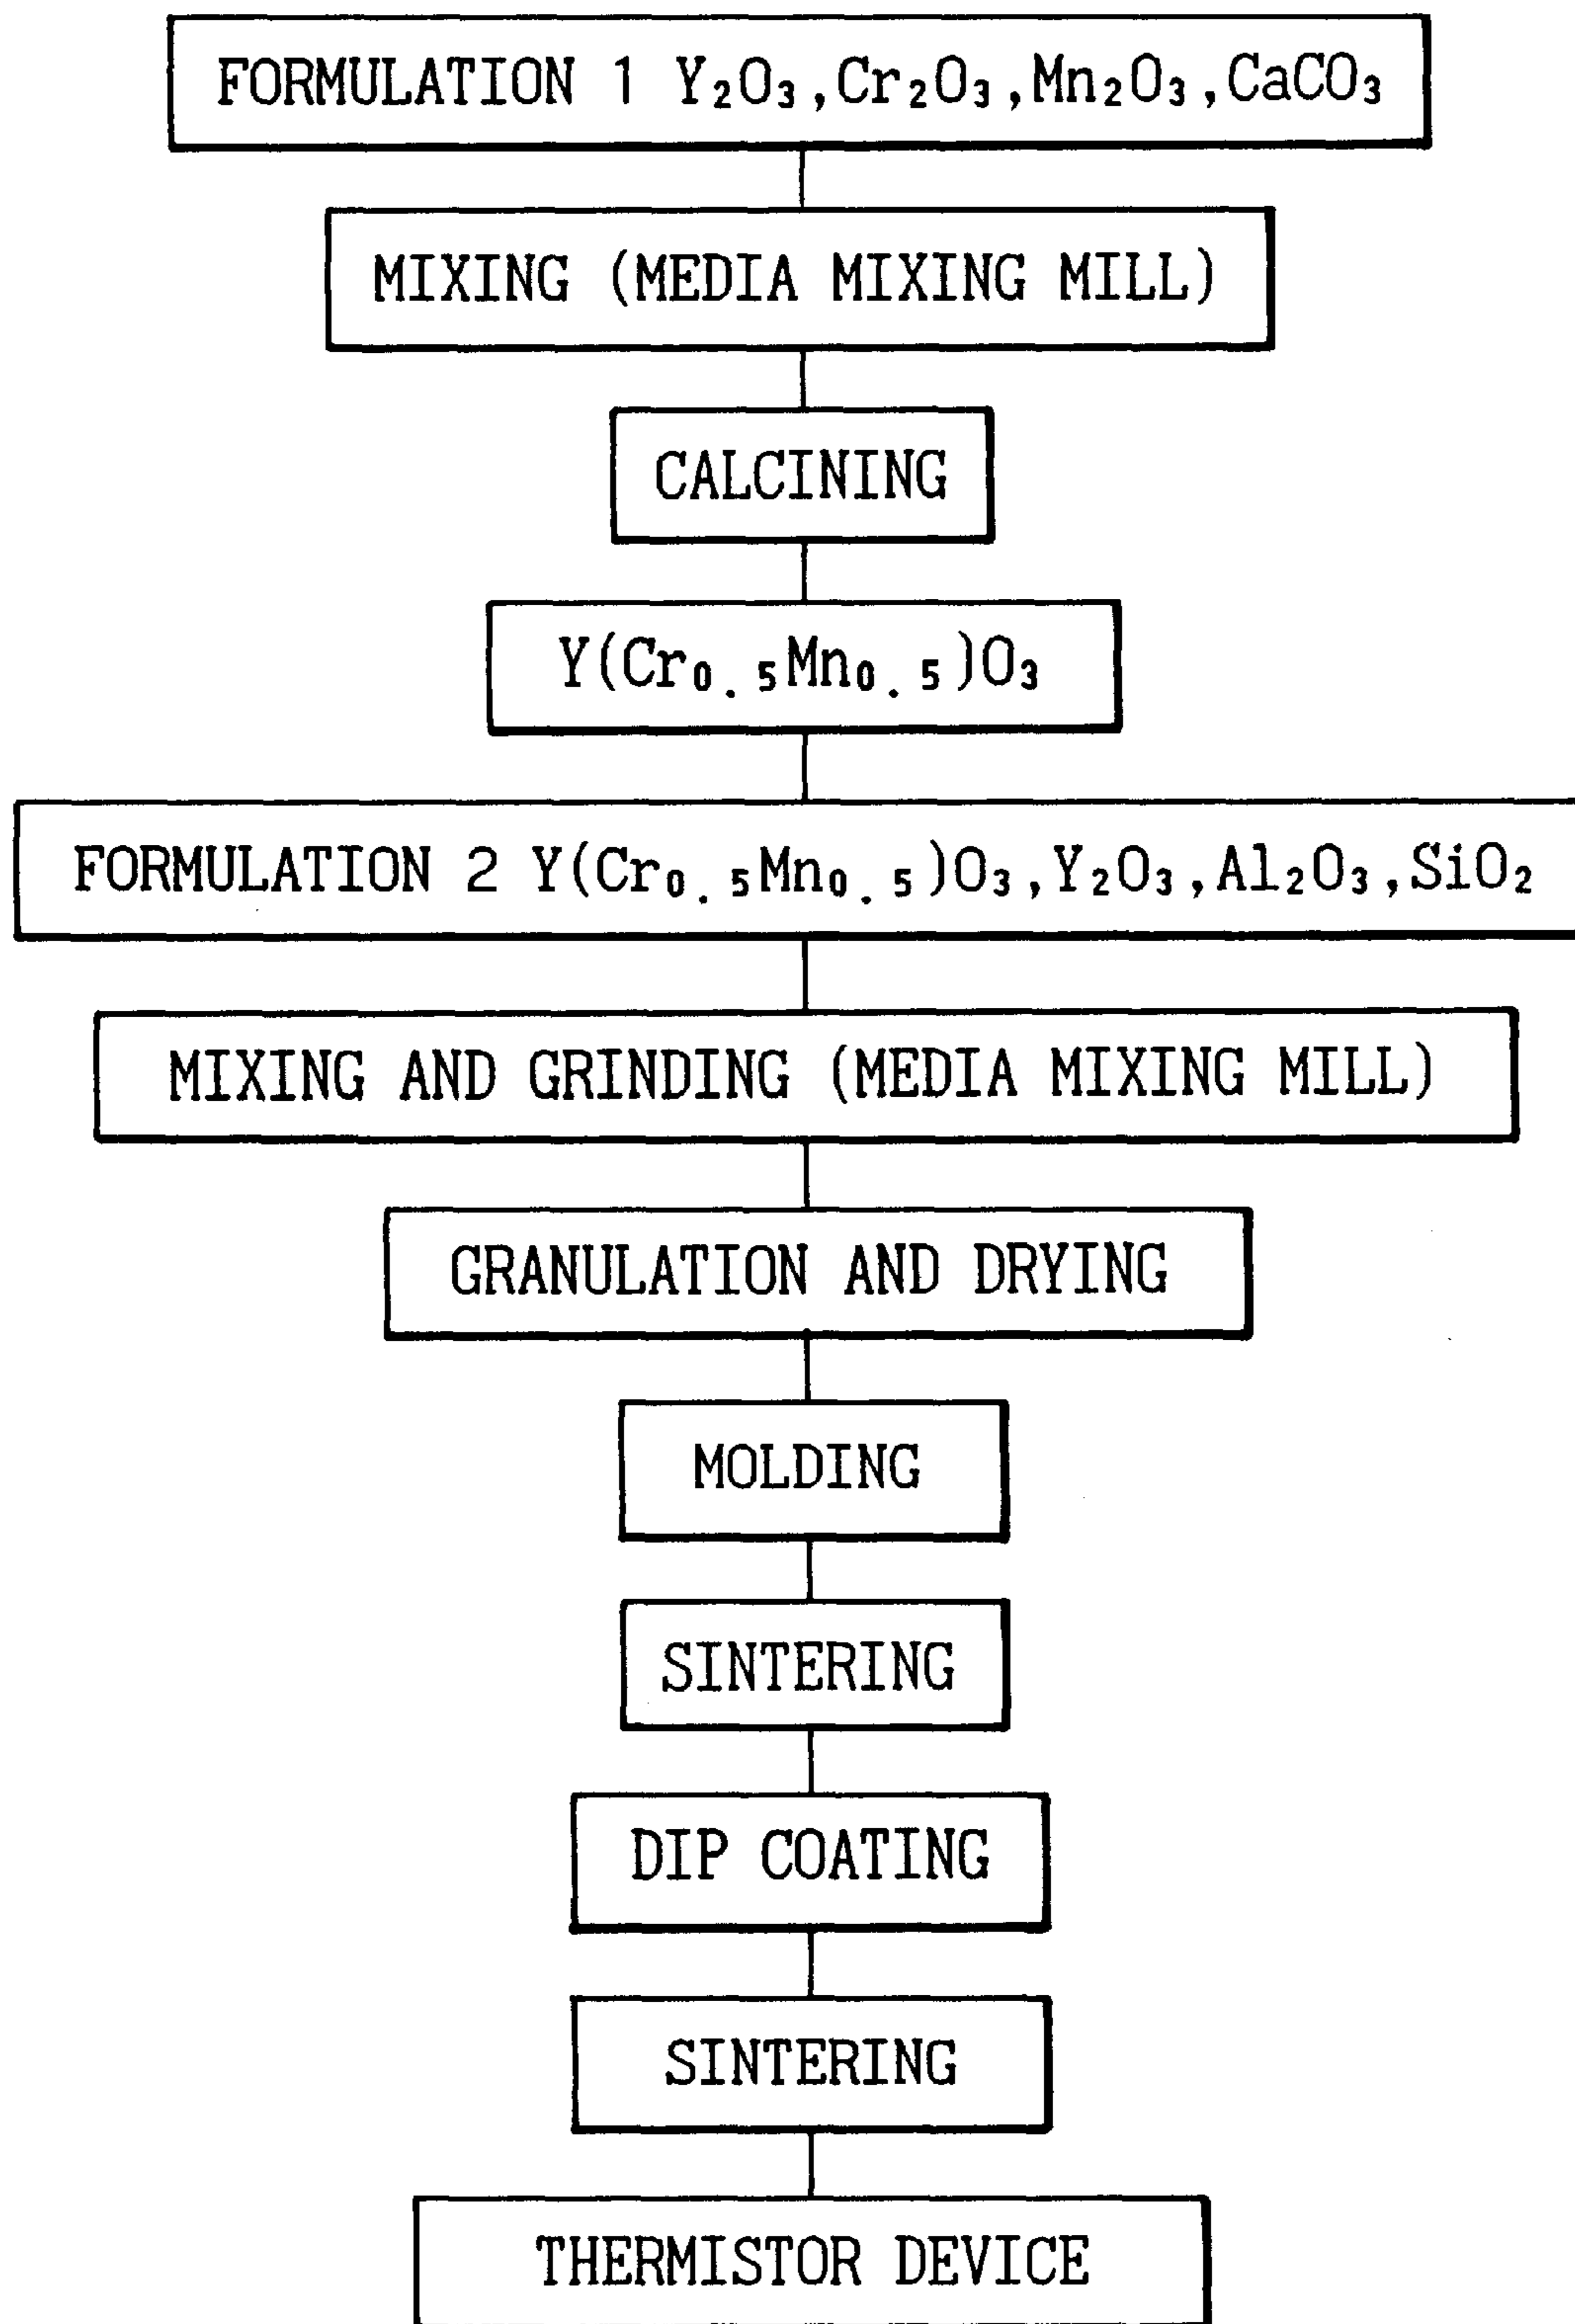 FORMULATION 1 Y₂O₃,Cr₂O₃,Mn₂O₃,CaCO₃
MIXING (MEDIA MIXING MILL)
CALCINING
Y(Cr₀.₅Mn₀.₅)O₃
FORMULATION 2 Y(Cr₀.₅Mn₀.₅)O₃,Y₂O₃,Al₂O₃,SiO₂
MIXING AND GRINDING (MEDIA MIXING MILL)
GRANULATION AND DRYING
MOLDING
SINTERING
DIP COATING
SINTERING
THERMISTOR DEVICE